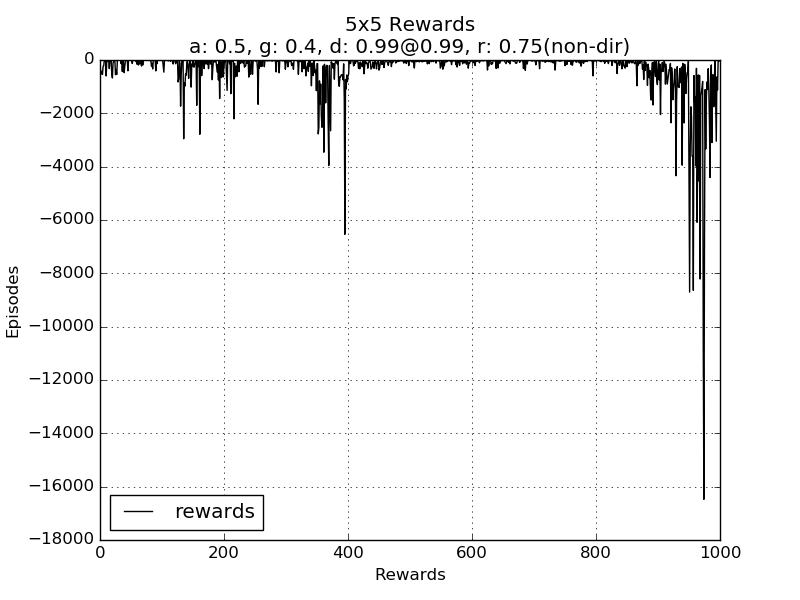 5x5 Rewards
a: 0.5, g: 0.4, d: 0.99@0.99, r: 0.75(non-dir)
0
−2000
−4000
−6000
−8000
−10000
−12000
−14000
−16000
−18000
Episodes
rewards
0 200 400 600 800 1000
Rewards